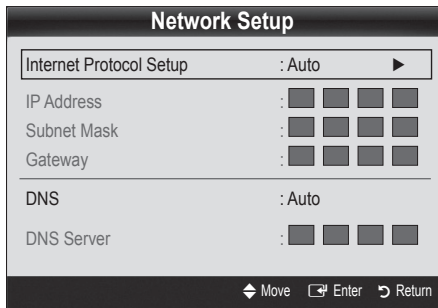 Network Setup
Internet Protocol Setup : Auto ▶
IP Address :
Subnet Mask :
Gateway :
DNS : Auto
DNS Server :
Move Enter Return